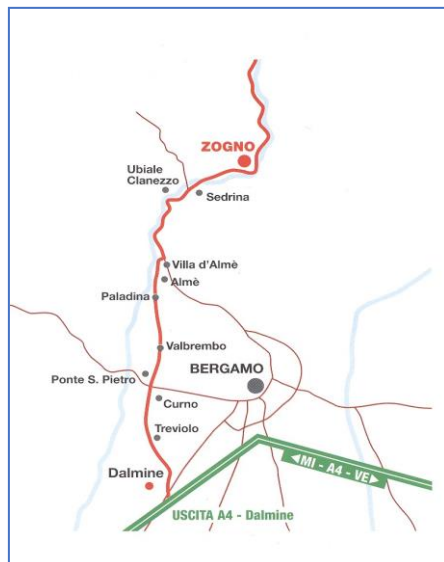 ZOGNO
Ubiale
Clanezzo
Sedrina
Villa d'Almè
Almè
Paladina
Valbrembo
BERGAMO
Ponte S. Pietro
Curno
Treviolo
◄MI - A4 - VE►
Dalmine
USCITA A4 - Dalmine